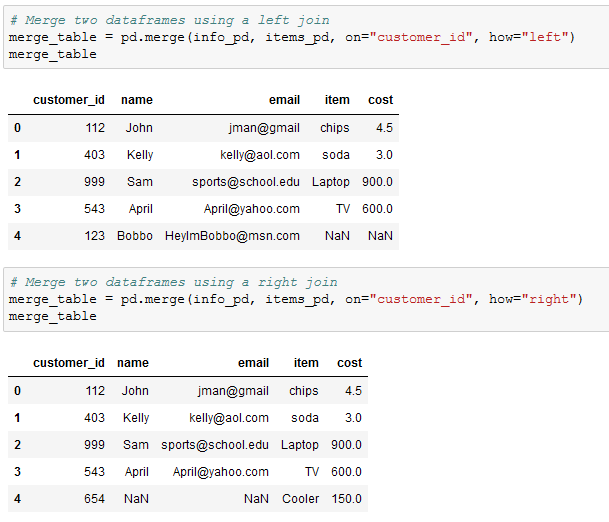 # Merge two dataframes using a left join
merge_table = pd.merge(info_pd, items_pd, on="customer_id", how="left")
merge_table
customer_id name email item cost
0 112 John jman@gmail chips 4.5
1 403 Kelly kelly@aol.com soda 3.0
2 999 Sam sports@school.edu Laptop 900.0
3 543 April April@yahoo.com TV 600.0
4 123 Bobbo HeyImBobbo@msn.com NaN NaN
# Merge two dataframes using a right join
merge_table = pd.merge(info_pd, items_pd, on="customer_id", how="right")
merge_table
customer_id name email item cost
0 112 John jman@gmail chips 4.5
1 403 Kelly kelly@aol.com soda 3.0
2 999 Sam sports@school.edu Laptop 900.0
3 543 April April@yahoo.com TV 600.0
4 654 NaN NaN Cooler 150.0